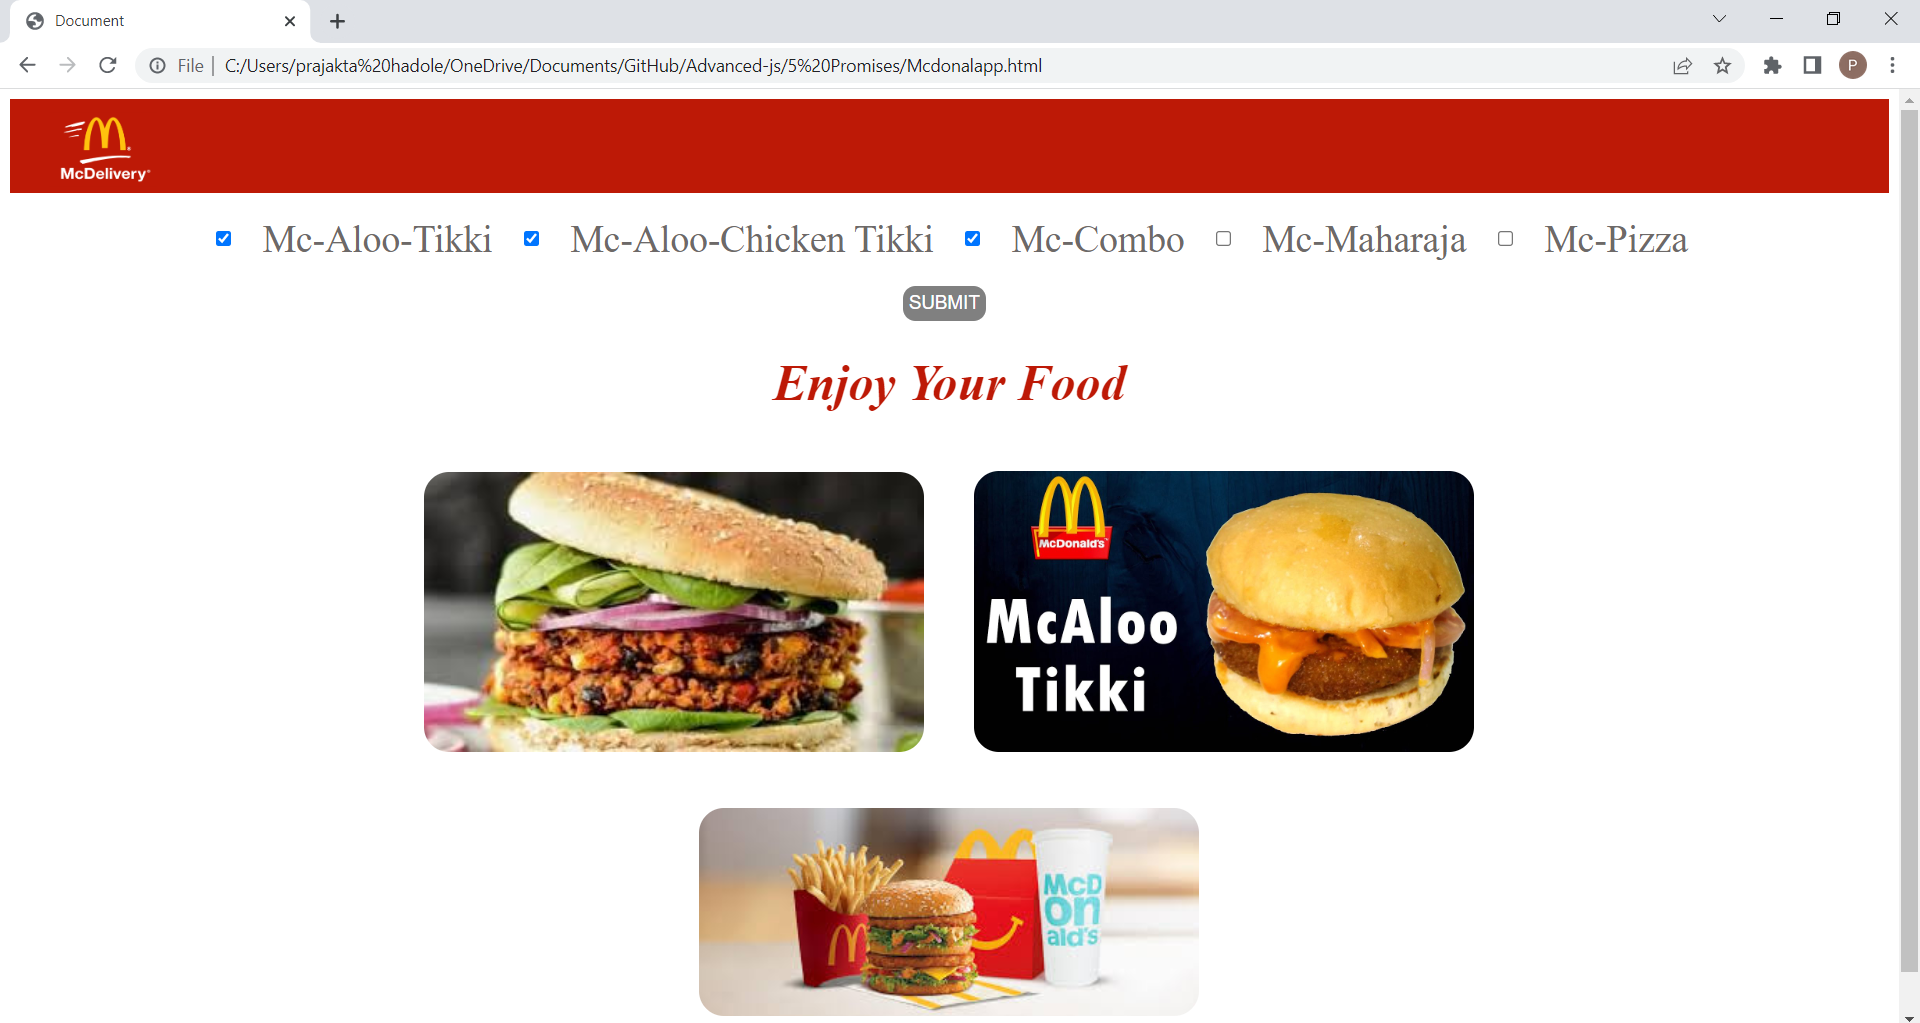 Document
File | C:/Users/prajakta%20hadole/OneDrive/Documents/GitHub/Advanced-js/5%20Promises/Mcdonalapp.html
P
McDelivery
Mc-Aloo-Tikki Mc-Aloo-Chicken Tikki Mc-Combo Mc-Maharaja Mc-Pizza
SUBMIT
Enjoy Your Food
McDonald's
McAloo
Tikki
McD
on
ald's